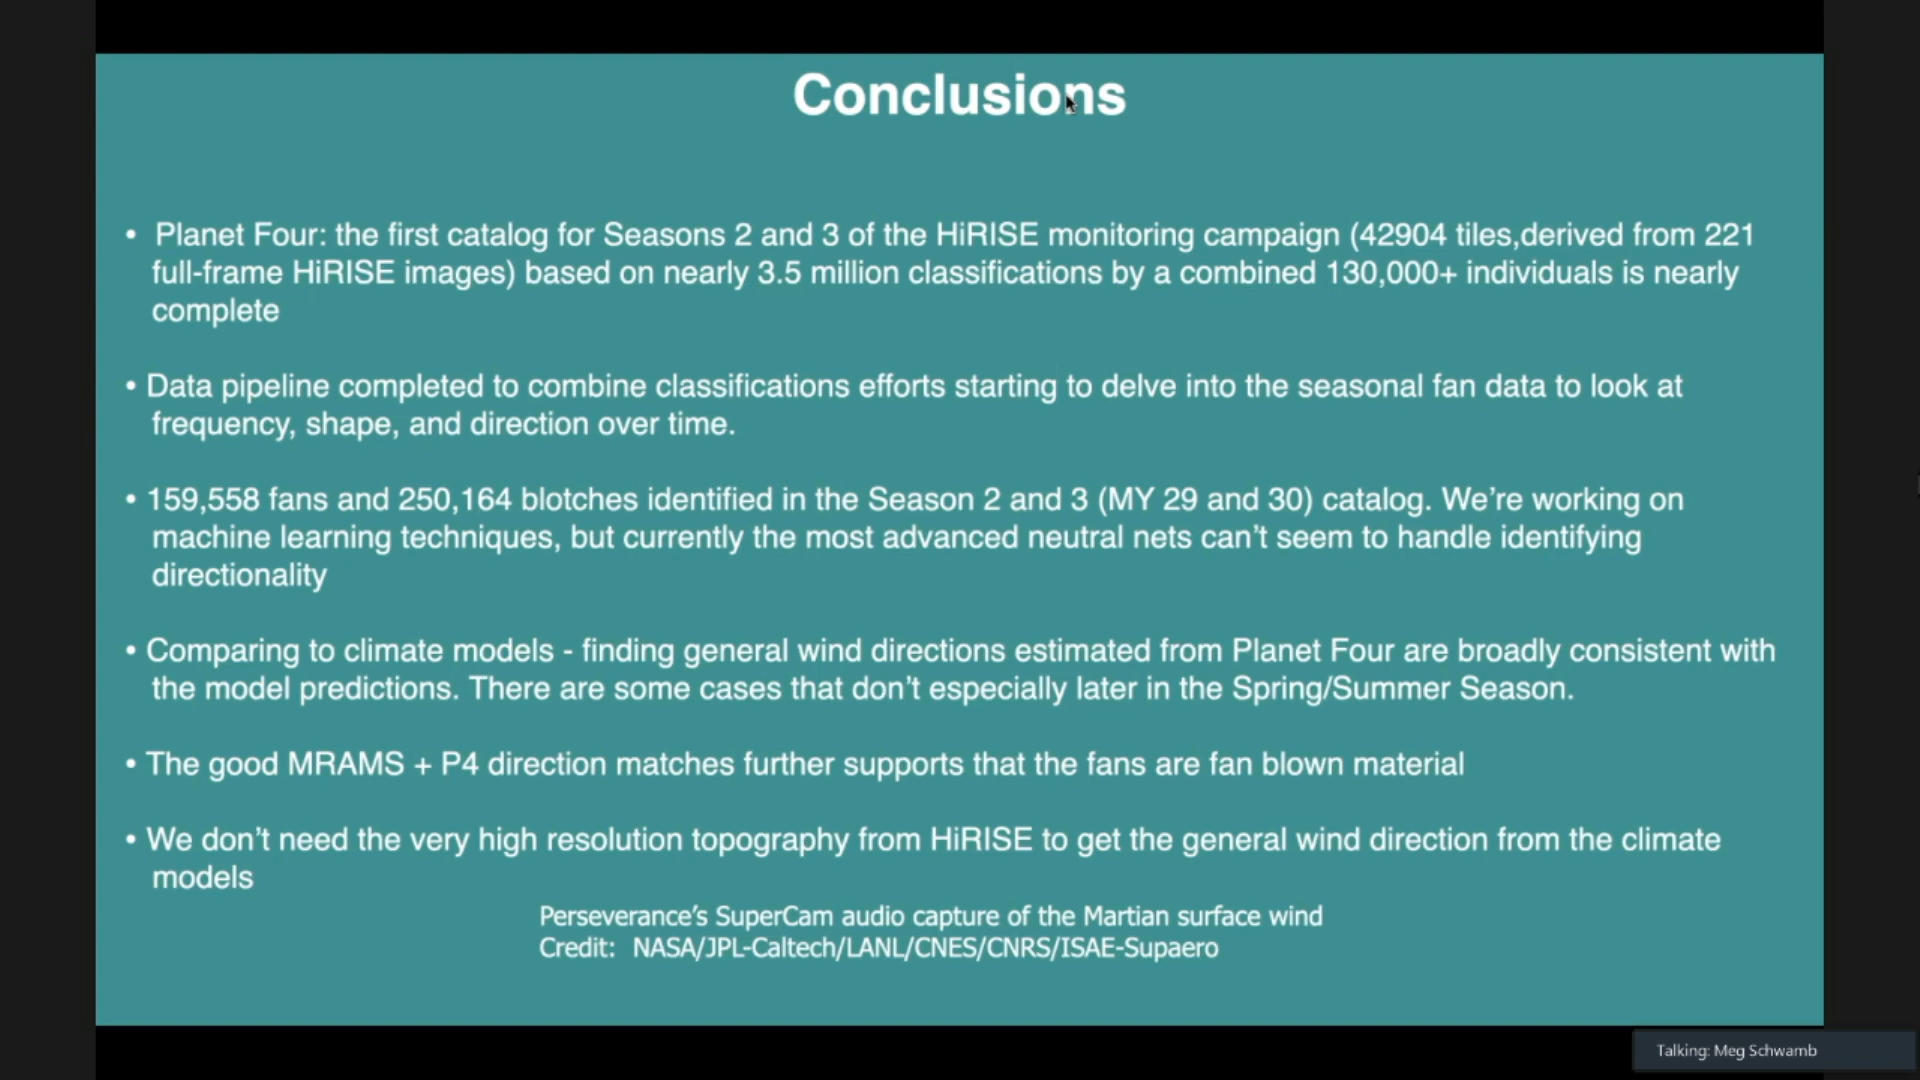 Conclusions
• Planet Four: the first catalog for Seasons 2 and 3 of the HiRISE monitoring campaign (42904 tiles,derived from 221
full-frame HiRISE images) based on nearly 3.5 million classifications by a combined 130,000+ individuals is nearly
complete
• Data pipeline completed to combine classifications efforts starting to delve into the seasonal fan data to look at
frequency, shape, and direction over time.
• 159,558 fans and 250,164 blotches identified in the Season 2 and 3 (MY 29 and 30) catalog. We’re working on
machine learning techniques, but currently the most advanced neutral nets can’t seem to handle identifying
directionality
• Comparing to climate models - finding general wind directions estimated from Planet Four are broadly consistent with
the model predictions. There are some cases that don’t especially later in the Spring/Summer Season.
• The good MRAMS + P4 direction matches further supports that the fans are fan blown material
• We don’t need the very high resolution topography from HiRISE to get the general wind direction from the climate
models
Perseverance’s SuperCam audio capture of the Martian surface wind
Credit: NASA/JPL-Caltech/LANL/CNES/CNRS/ISAE-Supaero
Talking: Meg Schwamb